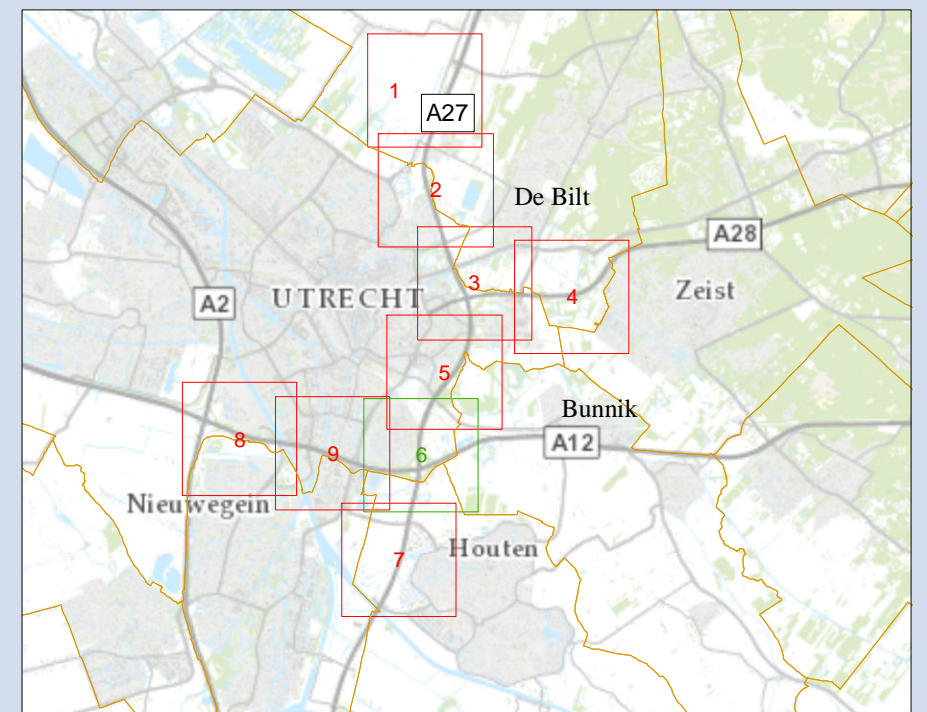 1
A27
2
De Bilt
A28
3
4
Zeist
A2
UTRECHT
5
Bunnik
8
9
6
A12
Nieuwegein
Houten
7